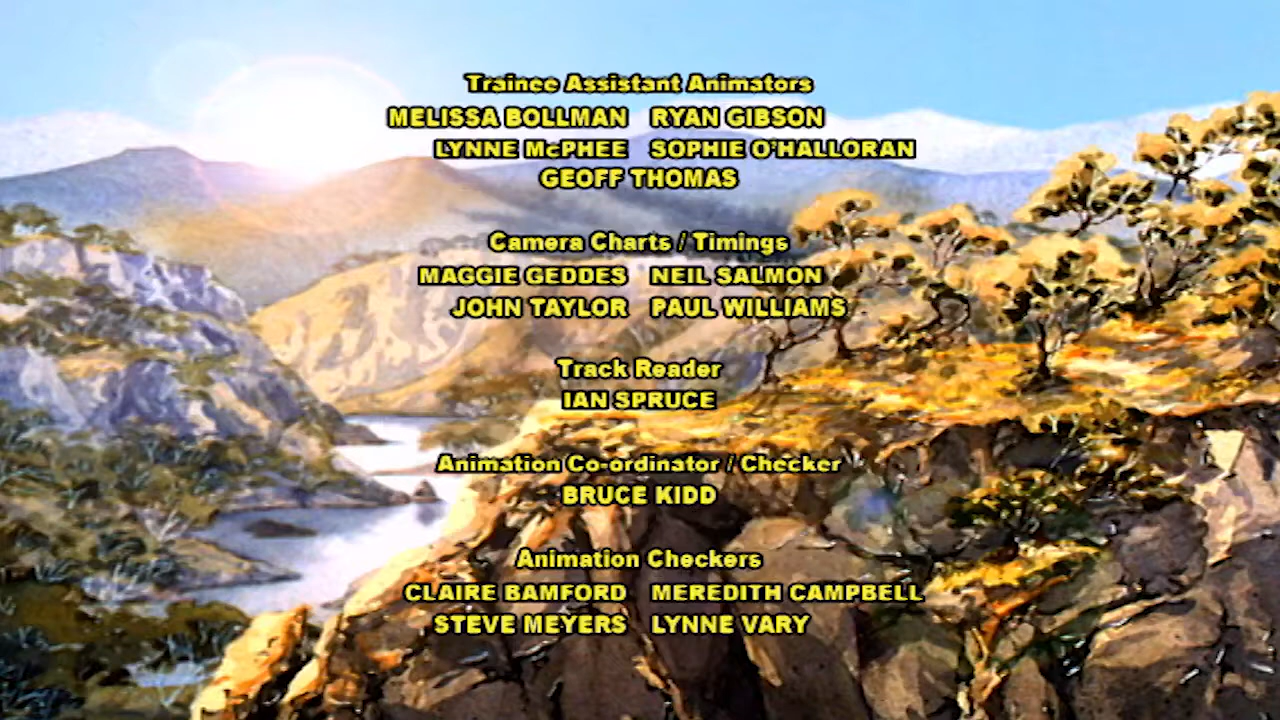 Trainee Assistant Animators
MELISSA BOLLMAN RYAN GIBSON
LYNNE McPHEE SOPHIE O'HALLORAN
GEOFF THOMAS
Camera Charts / Timings
MAGGIE GEDDES NEIL SALMON
JOHN TAYLOR PAUL WILLIAMS
Track Reader
IAN SPRUCE
Animation Co-ordinator / Checker
BRUCE KIDD
Animation Checkers
CLAIRE BAMFORD MEREDITH CAMPBELL
STEVE MEYERS LYNNE VARY